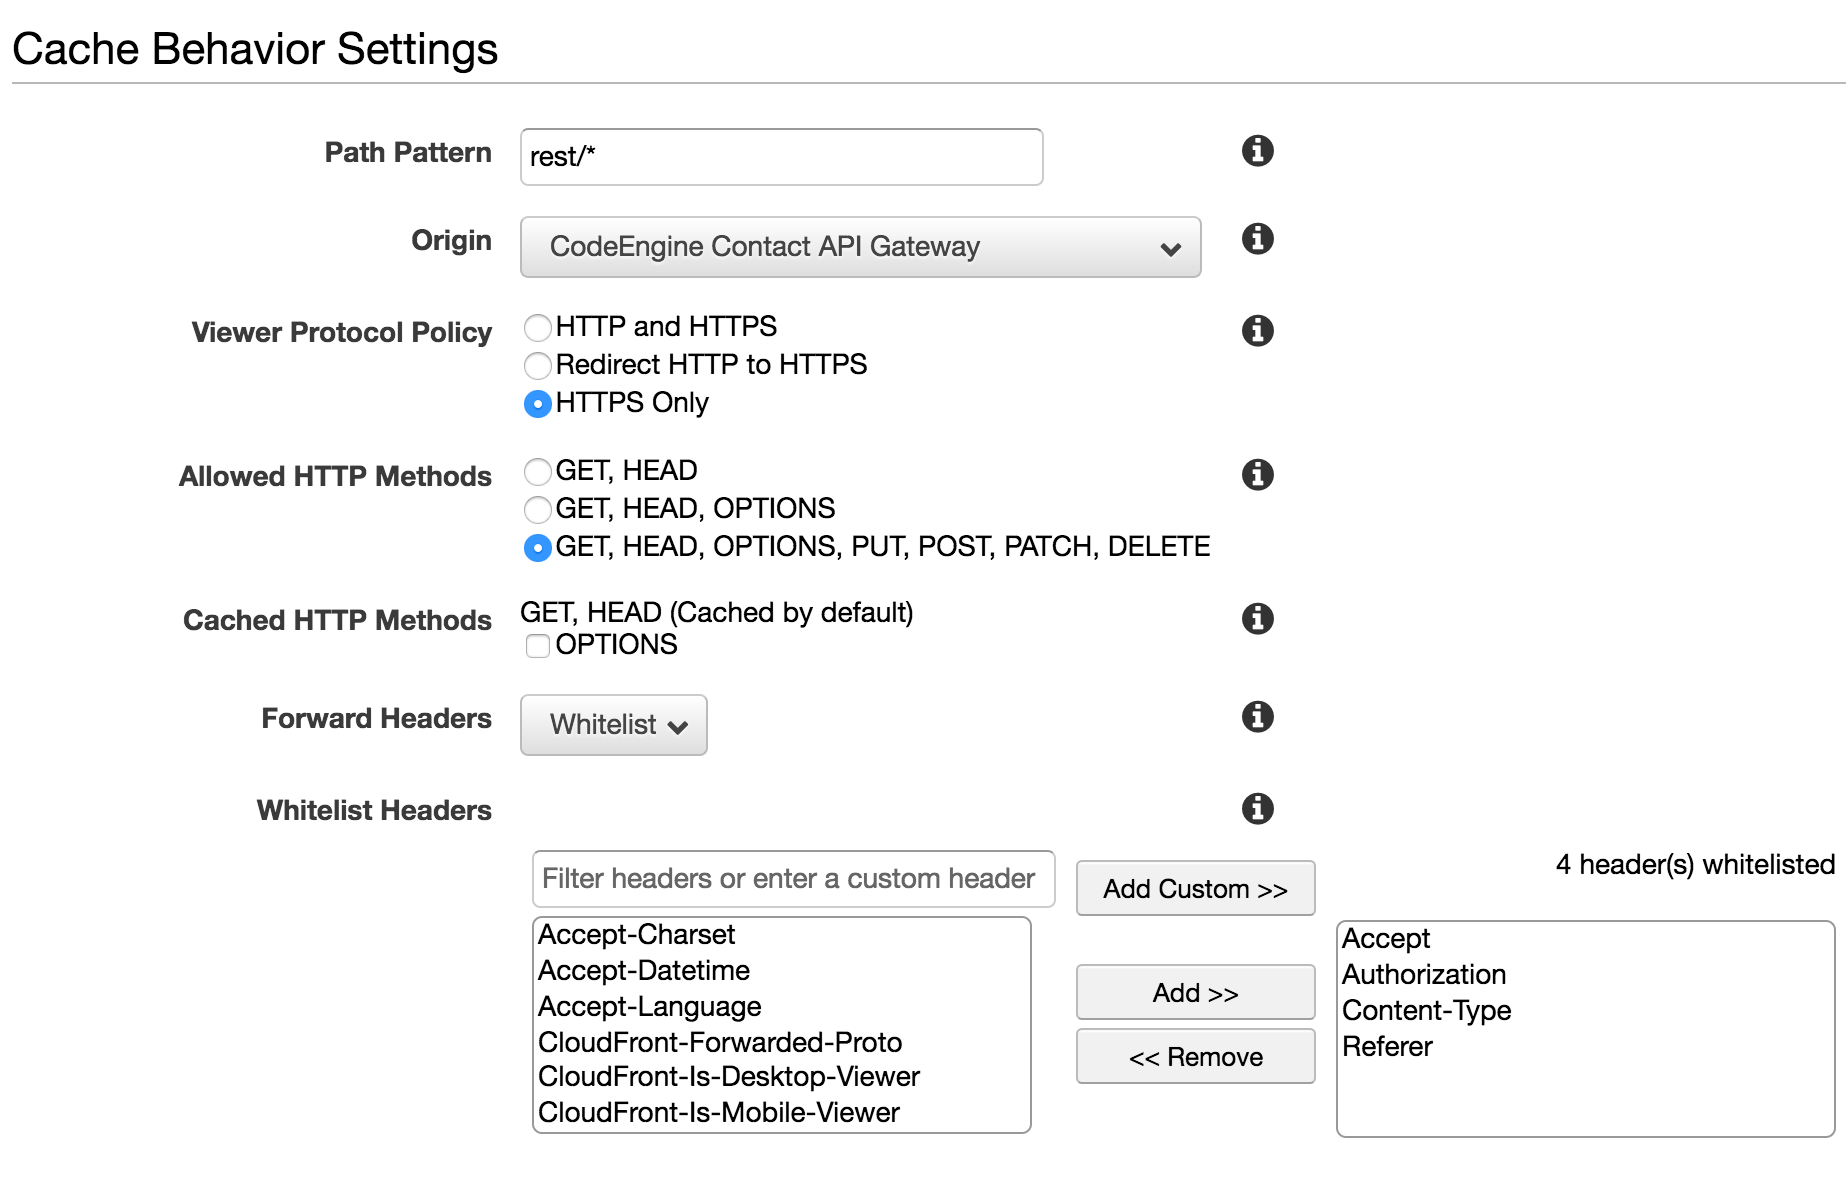 Cache Behavior Settings
Path Pattern
rest/*
Origin
CodeEngine Contact API Gateway
Viewer Protocol Policy
HTTP and HTTPS
Redirect HTTP to HTTPS
HTTPS Only
Allowed HTTP Methods
GET, HEAD
GET, HEAD, OPTIONS
GET, HEAD, OPTIONS, PUT, POST, PATCH, DELETE
Cached HTTP Methods
GET, HEAD (Cached by default)
OPTIONS
Forward Headers
Whitelist
Whitelist Headers
Filter headers or enter a custom header
Add Custom >>
4 header(s) whitelisted
Accept-Charset
Accept-Datetime
Accept-Language
CloudFront-Forwarded-Proto
CloudFront-Is-Desktop-Viewer
CloudFront-Is-Mobile-Viewer
Add >>
<< Remove
Accept
Authorization
Content-Type
Referer